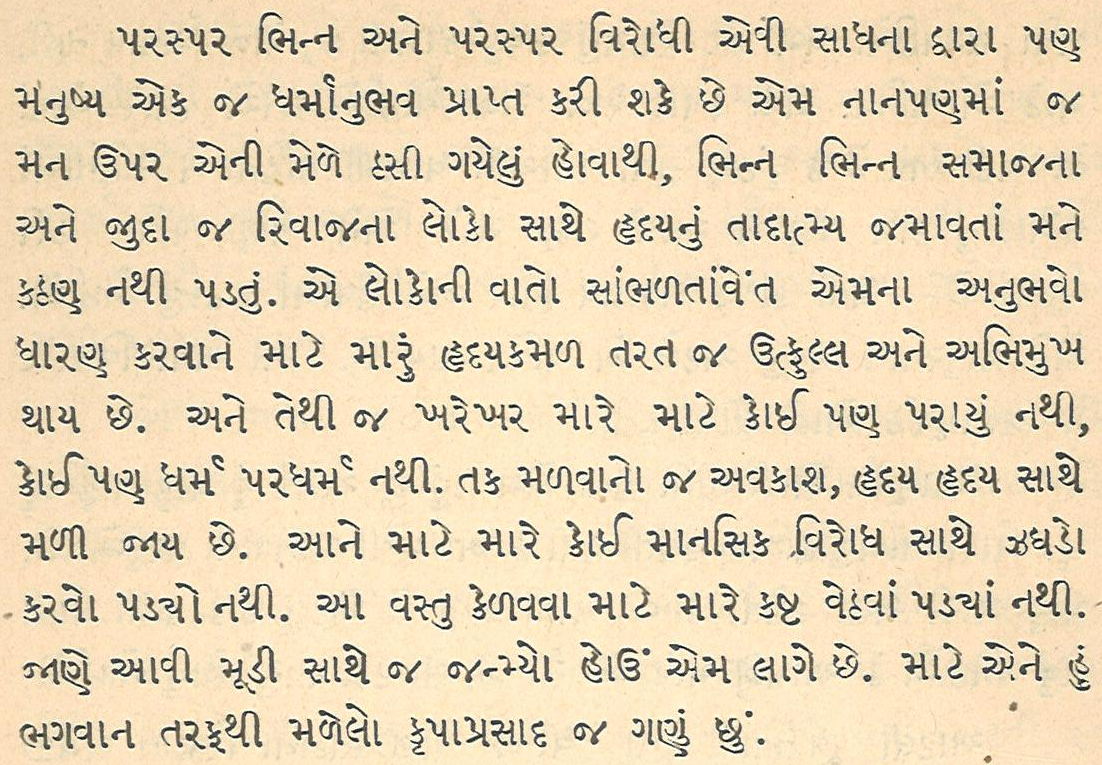 પરસ્પર ભિન્ન અને પરસ્પર વિરોધી એવી સાધના દ્વારા પણ
મનુષ્ય એક જ ધર્માનુભવ પ્રાપ્ત કરી શકે છે એમ નાનપણમાં જ
મન ઉપર એની મેળે ઠસી ગયેલું હોવાથી, ભિન્ન ભિન્ન સમાજના
અને જુદા જ રિવાજના લોકો સાથે હૃદયનું તાદાત્મ્ય જમાવતાં મને
કઠણ નથી પડતું. એ લોકોની વાતો સાંભળતાંવેંત એમના અનુભવો
ધારણ કરવાને માટે મારું હૃદયકમળ તરત જ ઉત્ફુલ્લ અને અભિમુખ
થાય છે. અને તેથી જ ખરેખર મારે માટે કોઈ પણ પરાયું નથી,
કોઈ પણ ધર્મ પરધર્મ નથી. તક મળવાનો જ અવકાશ, હૃદય હૃદય સાથે
મળી જાય છે. આને માટે મારે કોઈ માનસિક વિરોધ સાથે ઝઘડો
કરવો પડ્યો નથી. આ વસ્તુ કેળવવા માટે મારે કષ્ટ વેઠવાં પડ્યાં નથી.
જાણે આવી મૂડી સાથે જ જન્મ્યો હોઉં એમ લાગે છે. માટે એને હું
ભગવાન તરફથી મળેલો કૃપાપ્રસાદ જ ગણું છું.